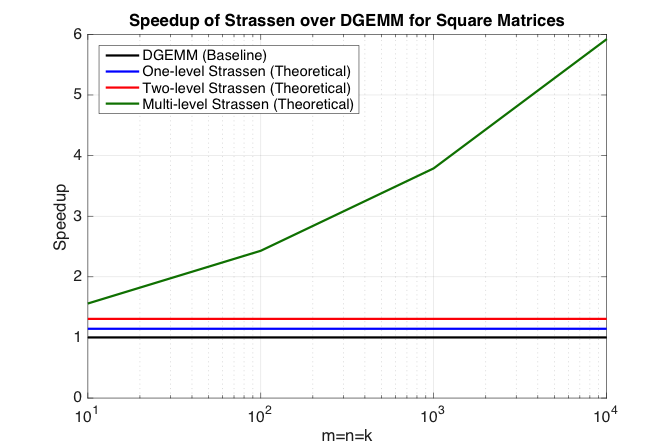 Speedup of Strassen over DGEMM for Square Matrices
6
DGEMM (Baseline)
One-level Strassen (Theoretical)
Two-level Strassen (Theoretical)
Multi-level Strassen (Theoretical)
5
4
3
2
1
0
Speedup
10^1 10^2 10^3 10^4
m=n=k